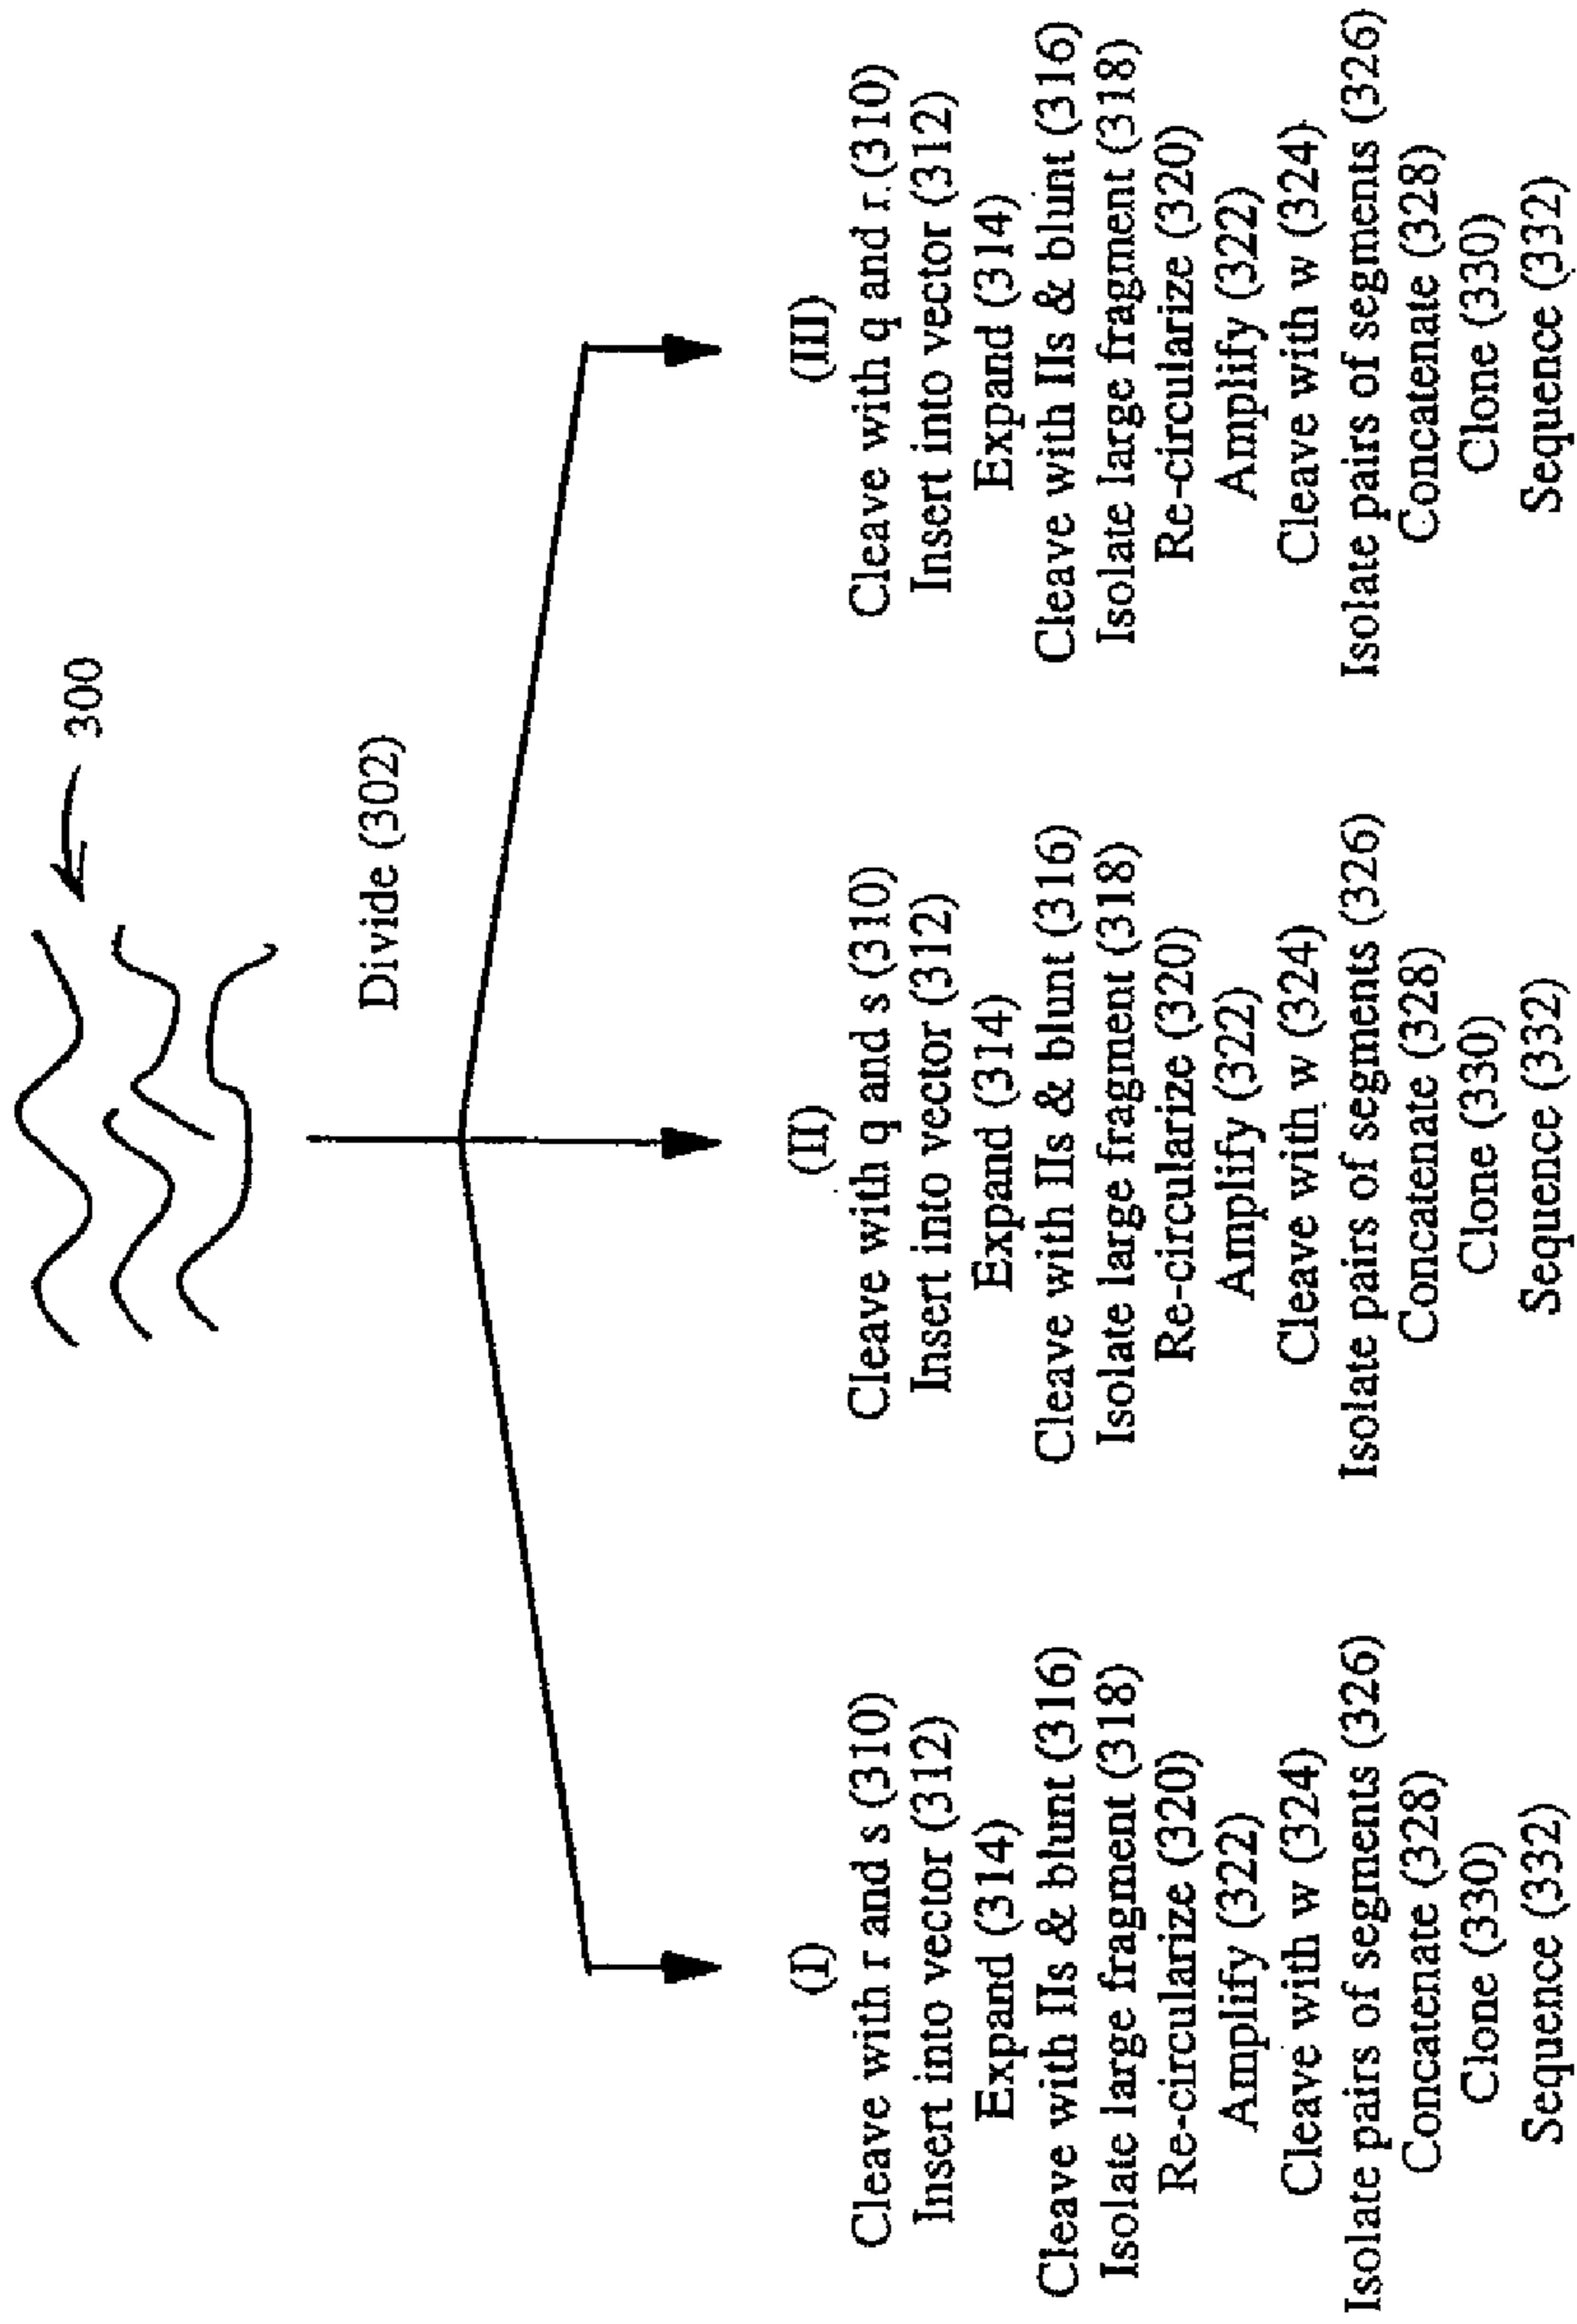 300
Divide (302)
(I)
Cleave with r and s (310)
Insert into vector (312)
Expand (314)
Cleave with IIs & blunt (316)
Isolate large fragment (318)
Re-circularize (320)
Amplify (322)
Cleave with w (324)
Isolate pairs of segments (326)
Concatenate (328)
Clone (330)
Sequence (332)
(II)
Cleave with q and s (310)
Insert into vector (312)
Expand (314)
Cleave with IIs & blunt (316)
Isolate large fragment (318)
Re-circularize (320)
Amplify (322)
Cleave with w (324)
Isolate pairs of segments (326)
Concatenate (328)
Clone (330)
Sequence (332)
(III)
Cleave with q and r (310)
Insert into vector (312)
Expand (314)
Cleave with IIs & blunt (316)
Isolate large fragment (318)
Re-circularize (320)
Amplify (322)
Cleave with w (324)
Isolate pairs of segments (326)
Concatenate (328)
Clone (330)
Sequence (332)